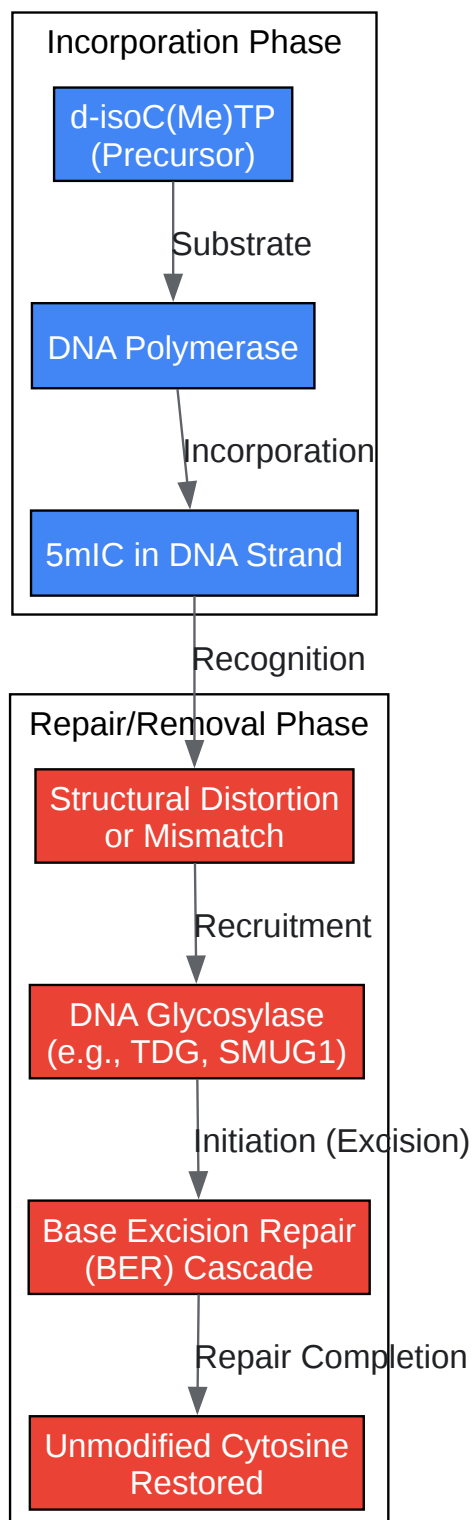 Incorporation Phase
d-isoC(Me)TP
(Precursor)
Substrate
DNA Polymerase
Incorporation
5mIC in DNA Strand
Recognition
Repair/Removal Phase
Structural Distortion
or Mismatch
Recruitment
DNA Glycosylase
(e.g., TDG, SMUG1)
Initiation (Excision)
Base Excision Repair
(BER) Cascade
Repair Completion
Unmodified Cytosine
Restored